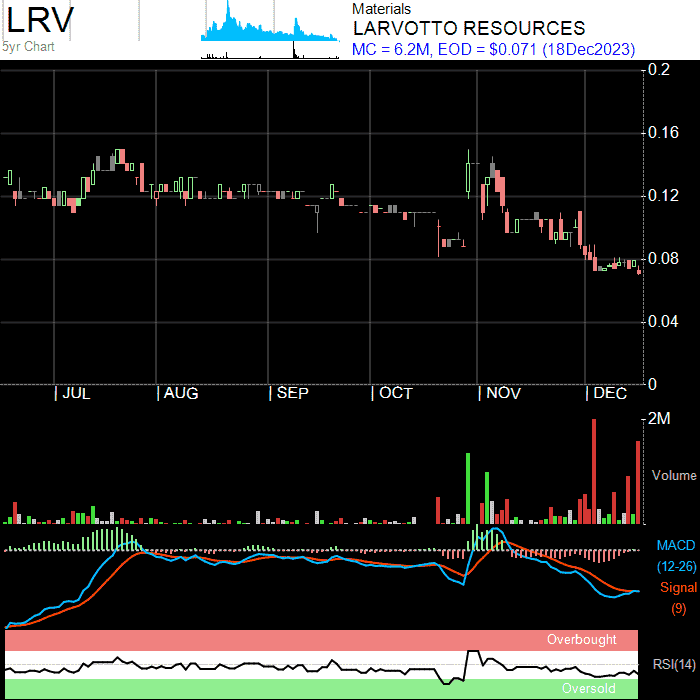 LRV
5yr Chart
Materials
LARVOTTO RESOURCES
MC = 6.2M, EOD = $0.071 (18Dec2023)
0.2
0.16
0.12
0.08
0.04
0
JUL
AUG
SEP
OCT
NOV
DEC
2M
Volume
MACD
(12-26)
Signal
(9)
Overbought
RSI(14)
Oversold